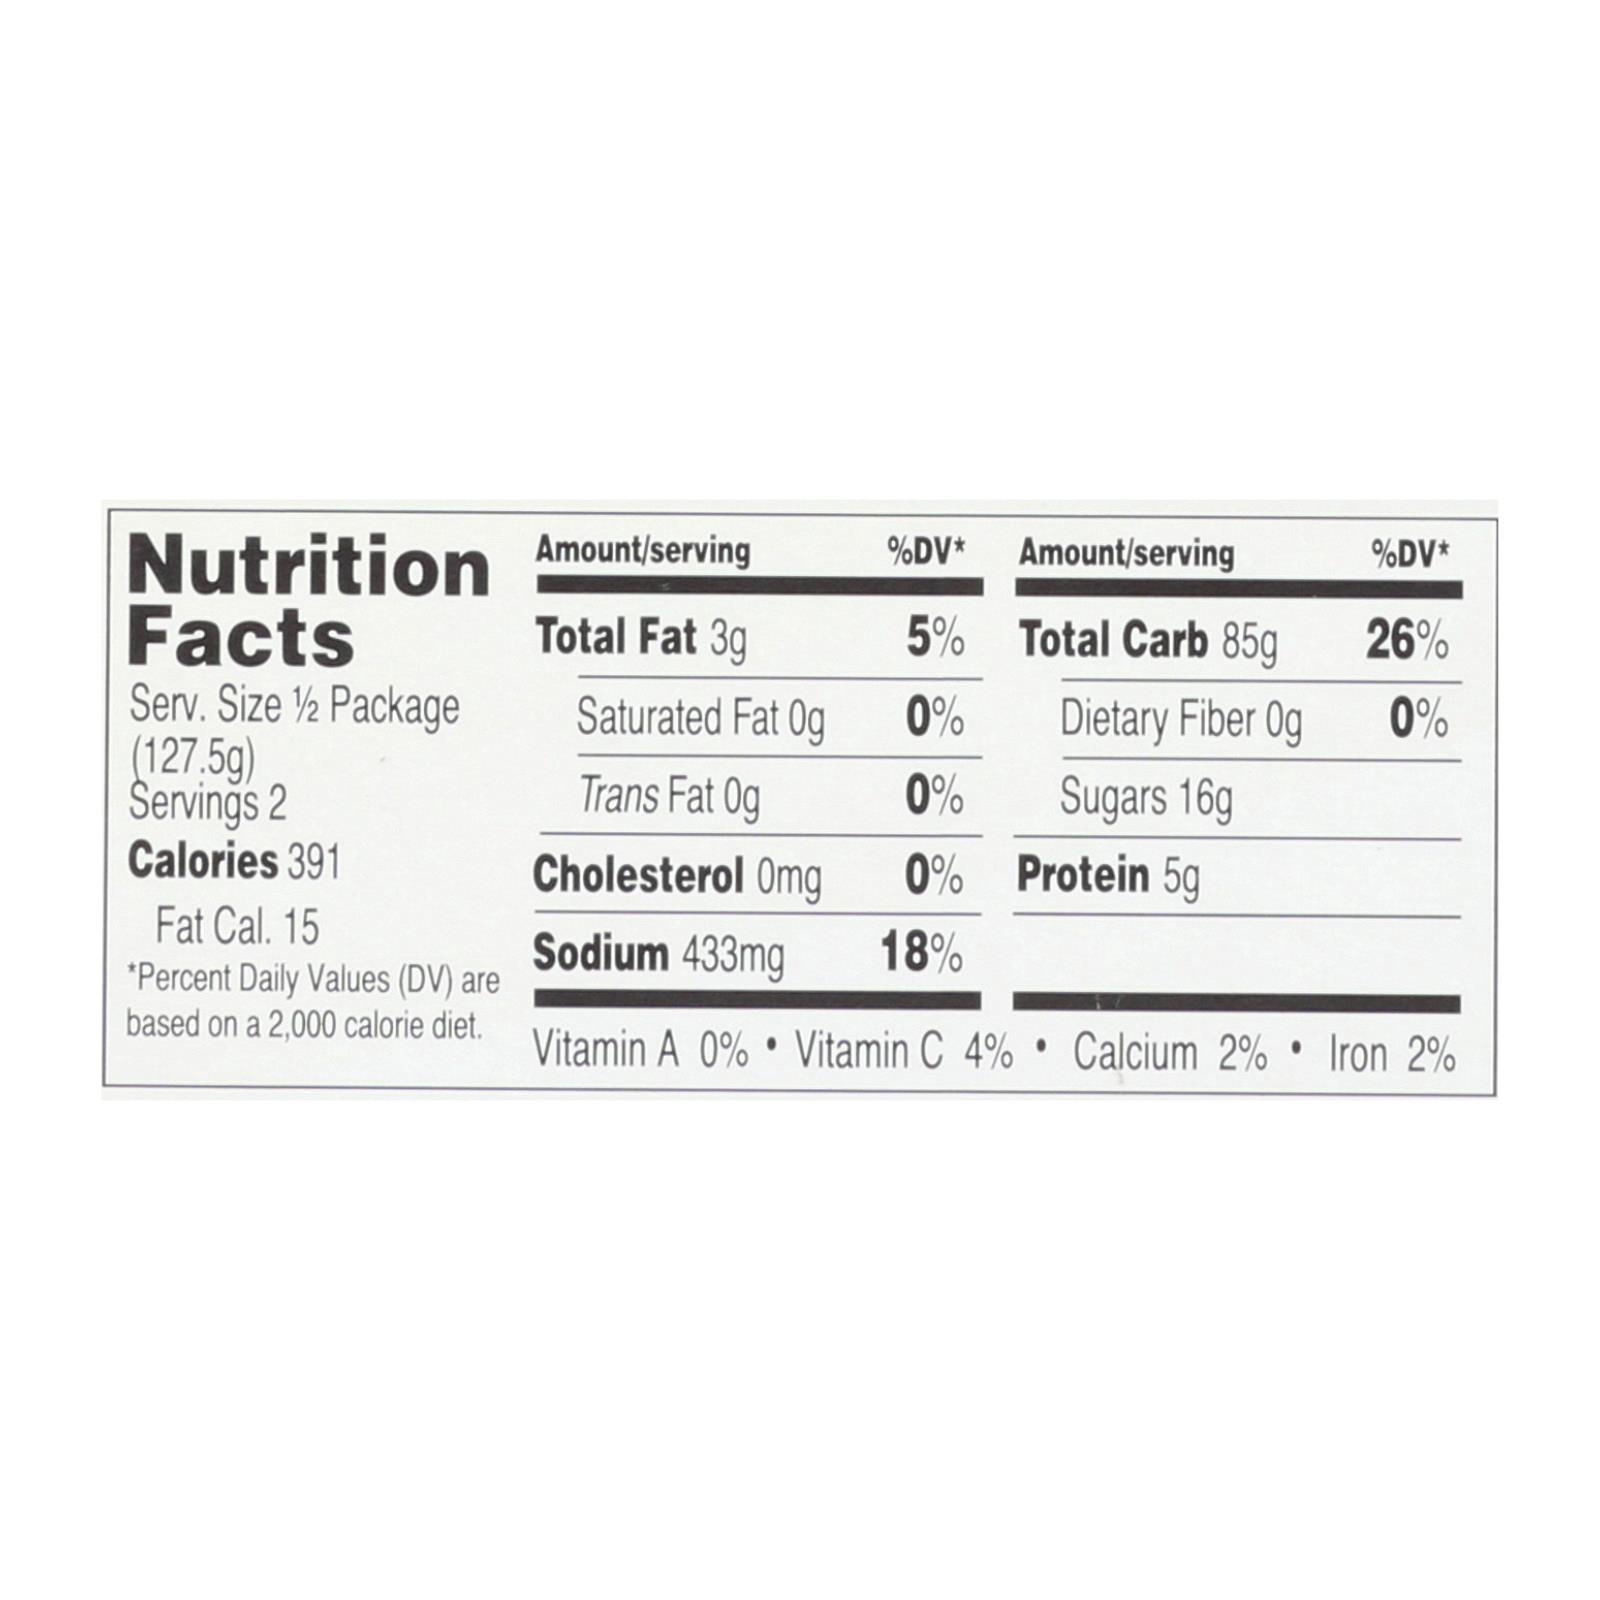 Nutrition
Facts
Serv. Size ½ Package
(127.5g)
Servings 2
Calories 391
Fat Cal. 15
*Percent Daily Values (DV) are
based on a 2,000 calorie diet.
Amount/serving %DV*
Total Fat 3g 5%
Saturated Fat 0g 0%
Trans Fat 0g 0%
Cholesterol 0mg 0%
Sodium 433mg 18%
Amount/serving %DV*
Total Carb 85g 26%
Dietary Fiber 0g 0%
Sugars 16g
Protein 5g
Vitamin A 0% • Vitamin C 4% • Calcium 2% • Iron 2%